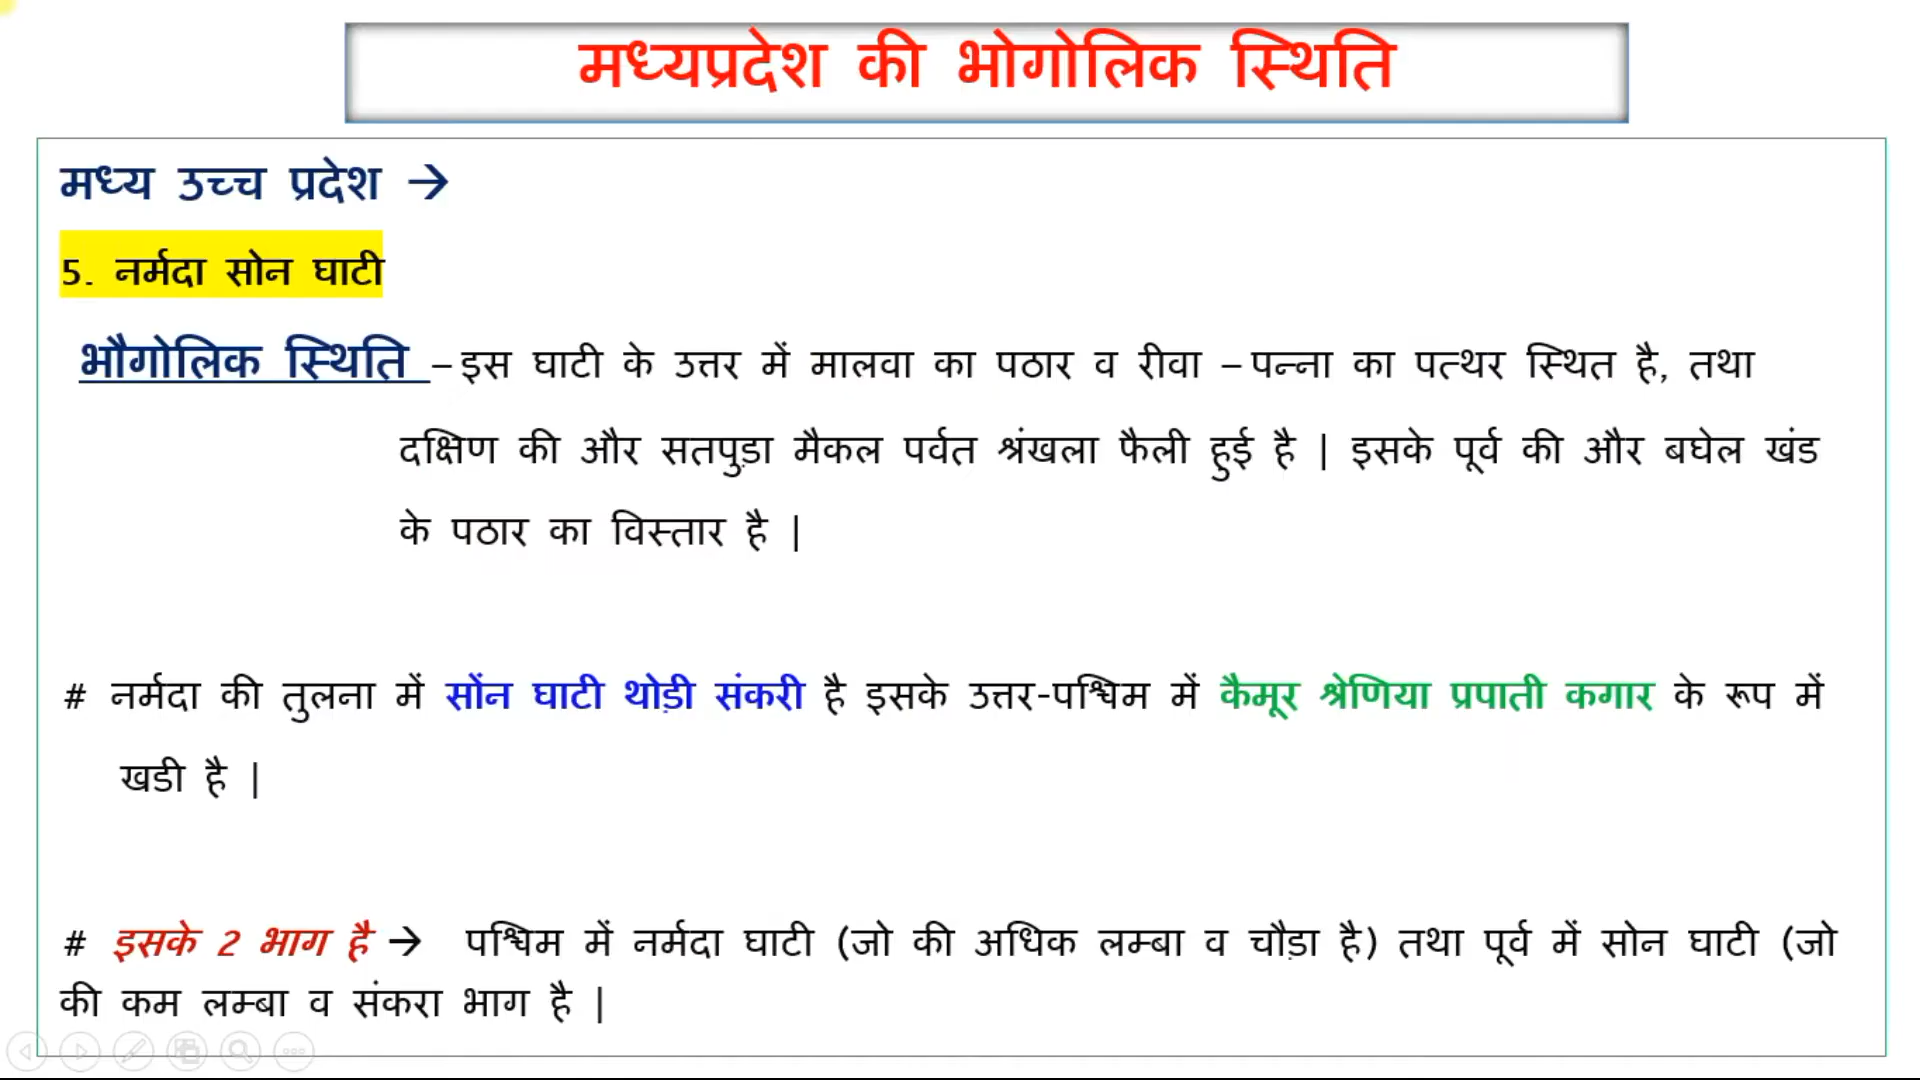 मध्यप्रदेश की भोगोलिक स्थिति
मध्य उच्च प्रदेश →
5. नर्मदा सोन घाटी
भौगोलिक स्थिति – इस घाटी के उत्तर में मालवा का पठार व रीवा – पन्ना का पत्थर स्थित है, तथा
दक्षिण की और सतपुड़ा मैकल पर्वत श्रंखला फैली हुई है | इसके पूर्व की और बघेल खंड
के पठार का विस्तार है |
# नर्मदा की तुलना में सोंन घाटी थोड़ी संकरी है इसके उत्तर-पश्चिम में कैमूर श्रेणिया प्रपाती कगार के रूप में
खडी है |
# इसके 2 भाग है → पश्चिम में नर्मदा घाटी (जो की अधिक लम्बा व चौड़ा है) तथा पूर्व में सोन घाटी (जो
की कम लम्बा व संकरा भाग है |